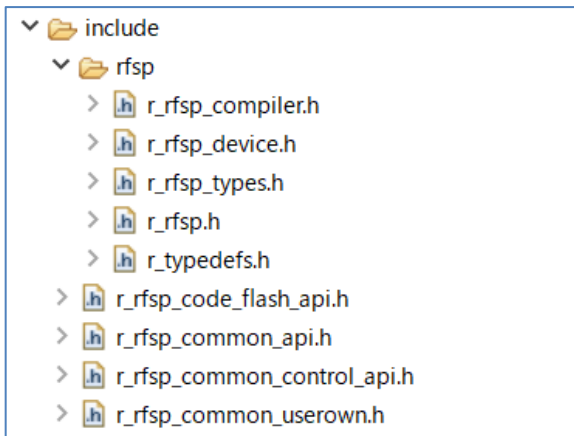 include
rfsp
.h r_rfsp_compiler.h
.h r_rfsp_device.h
.h r_rfsp_types.h
.h r_rfsp.h
.h r_typedefs.h
.h r_rfsp_code_flash_api.h
.h r_rfsp_common_api.h
.h r_rfsp_common_control_api.h
.h r_rfsp_common_userown.h